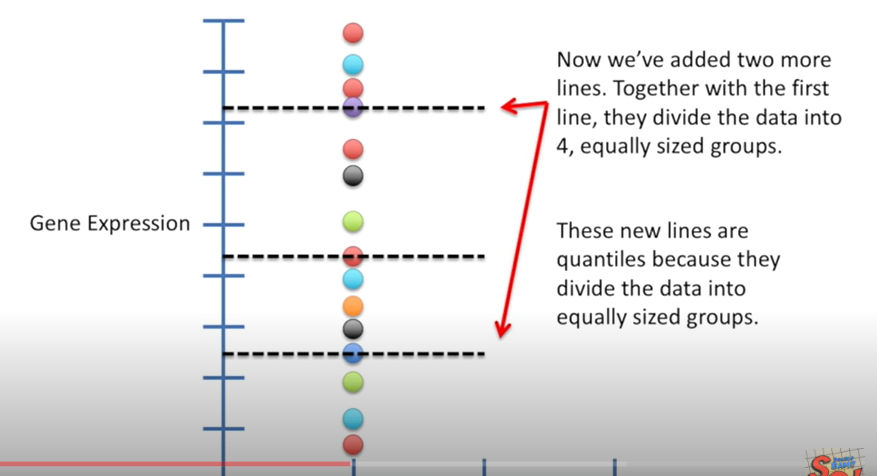 Now we've added two more
lines. Together with the first
line, they divide the data into
4, equally sized groups.
Gene Expression
These new lines are
quantiles because they
divide the data into
equally sized groups.